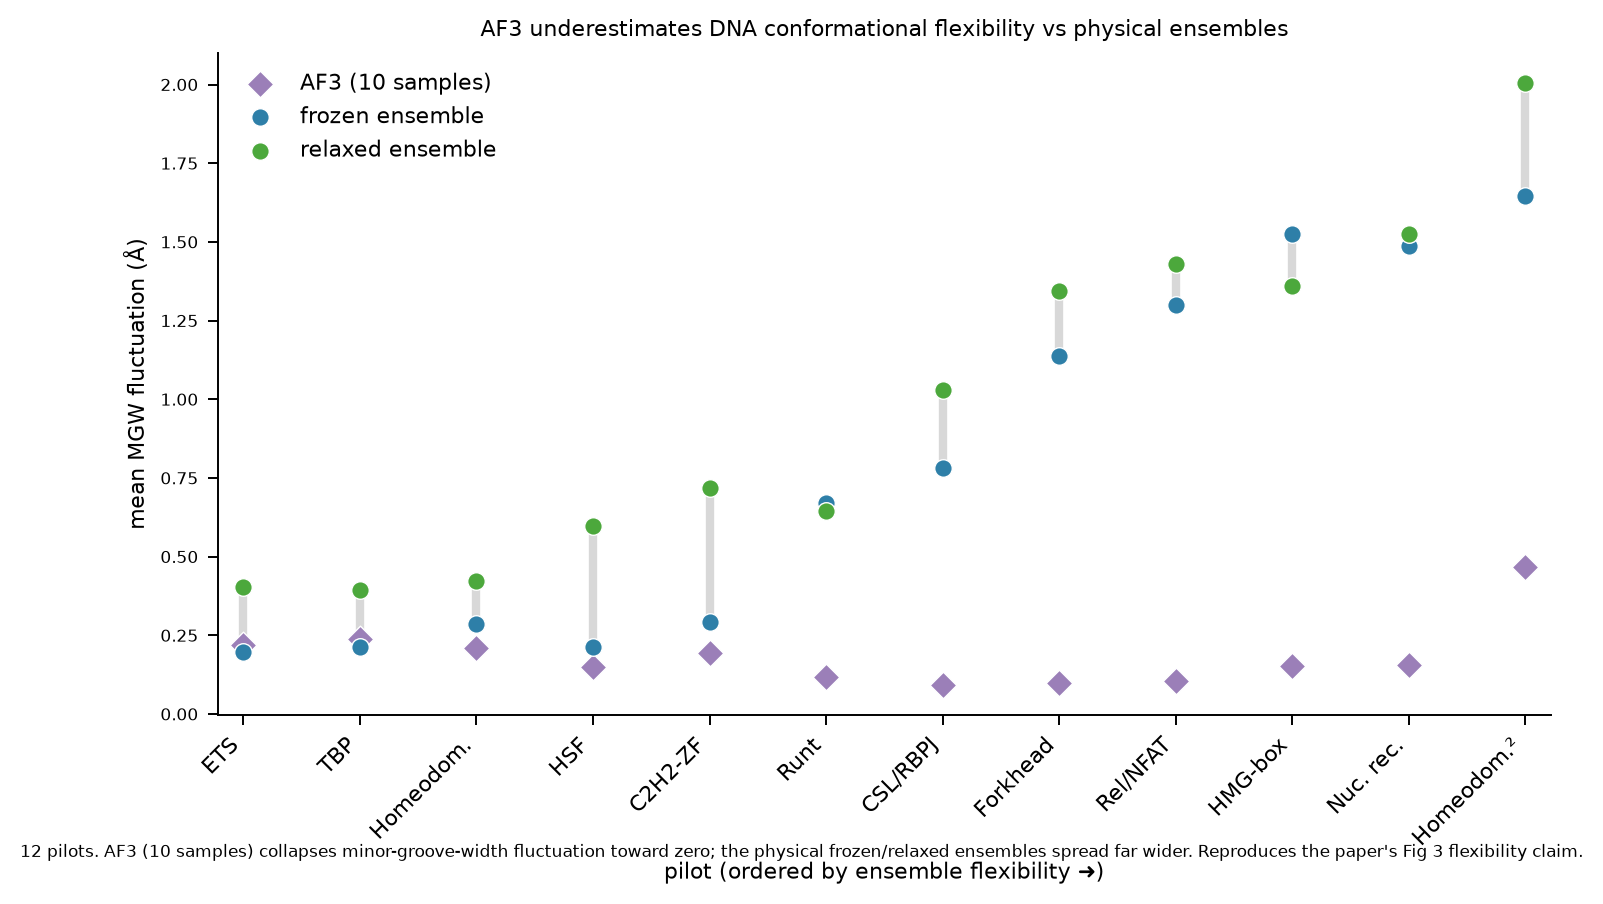 AF3 underestimates DNA conformational flexibility vs physical ensembles
AF3 (10 samples)
frozen ensemble
relaxed ensemble
mean MGW fluctuation (Å)
2.00
1.75
1.50
1.25
1.00
0.75
0.50
0.25
0.00
ETS
TBP
Homeodom.
HSF
C2H2-ZF
Runt
CSL/RBPJ
Forkhead
Rel/NFAT
HMG-box
Nuc. rec.
Homeodom.²
12 pilots. AF3 (10 samples) collapses minor-groove-width fluctuation toward zero; the physical frozen/relaxed ensembles spread far wider. Reproduces the paper's Fig 3 flexibility claim.
pilot (ordered by ensemble flexibility ➔)